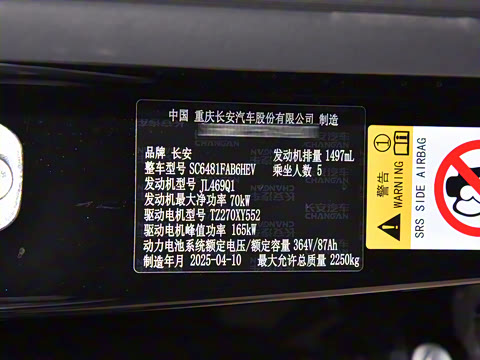 中国 重庆长安汽车股份有限公司 制造
品牌 长安
发动机排量 1497mL
整车型号 SC6481FAB6HEV
乘坐人数 5
发动机型号 JL469Q1
发动机最大净功率 70kW
驱动电机型号 TZ270XY552
驱动电机峰值功率 165kW
动力电池系统额定电压/额定容量 364V/87Ah
制造年月 2025-04-10 最大允许总质量 2250kg
长安汽车
CHANGAN
警告
WARNING
SRS SIDE AIRBAG